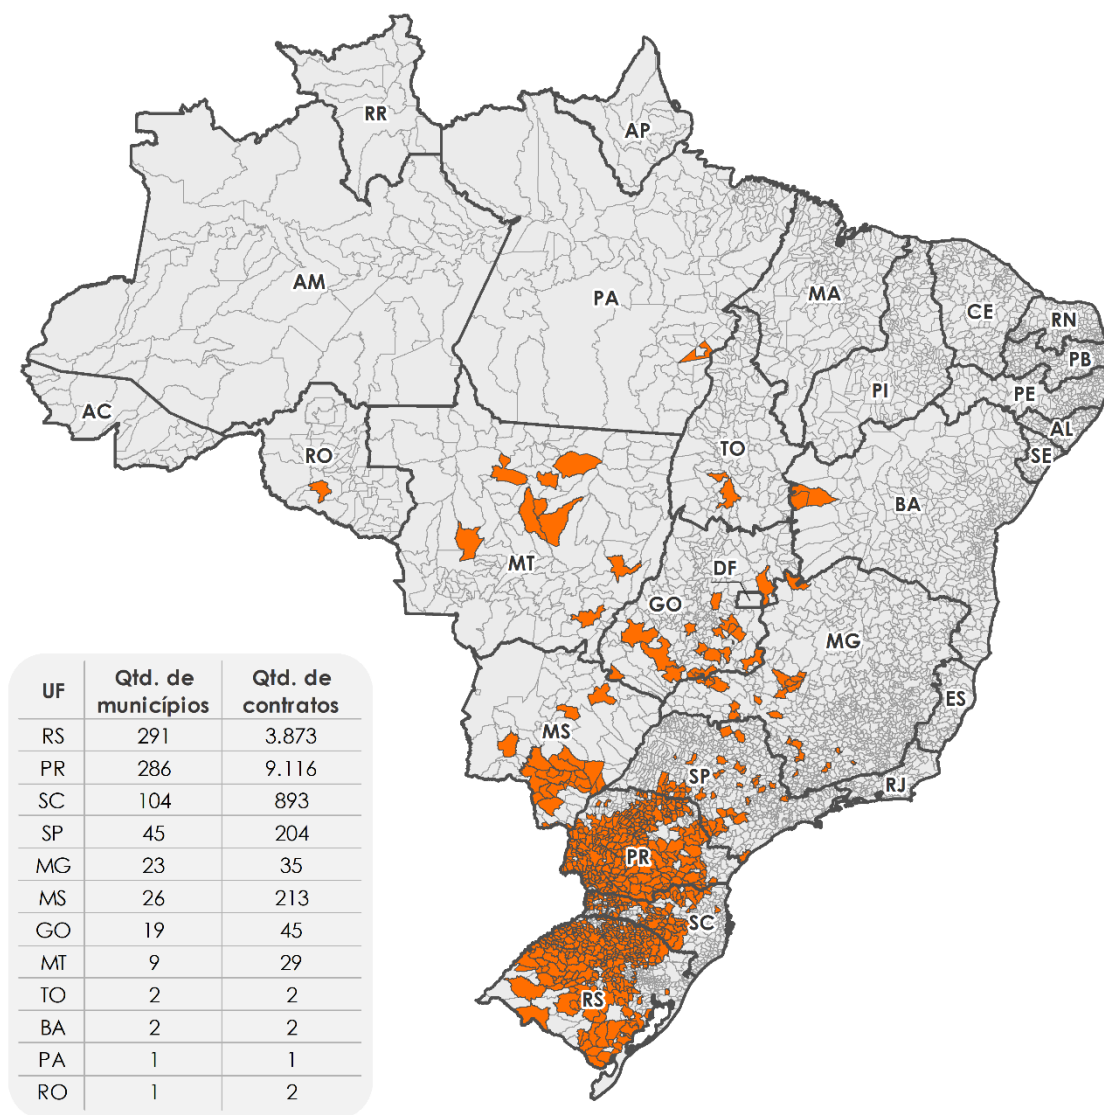 RR
AP
AM
PA
MA
CE
RN
PB
PI
PE
AC
AL
TO
SE
RO
BA
MT
DF
GO
MG
ES
MS
SP
RJ
PR
SC
RS
UF Qtd. de municípios Qtd. de contratos
RS 291 3.873
PR 286 9.116
SC 104 893
SP 45 204
MG 23 35
MS 26 213
GO 19 45
MT 9 29
TO 2 2
BA 2 2
PA 1 1
RO 1 2